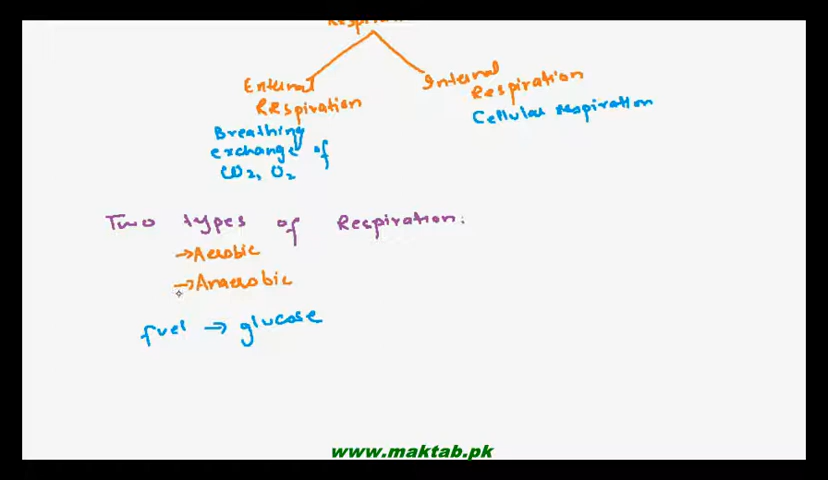 Respiration
External
Respiration
Breathing
exchange of
CO2, O2
Internal
Respiration
Cellular respiration
Two types of Respiration:
→Aerobic
→Anaerobic
fuel → glucose
www.maktab.pk